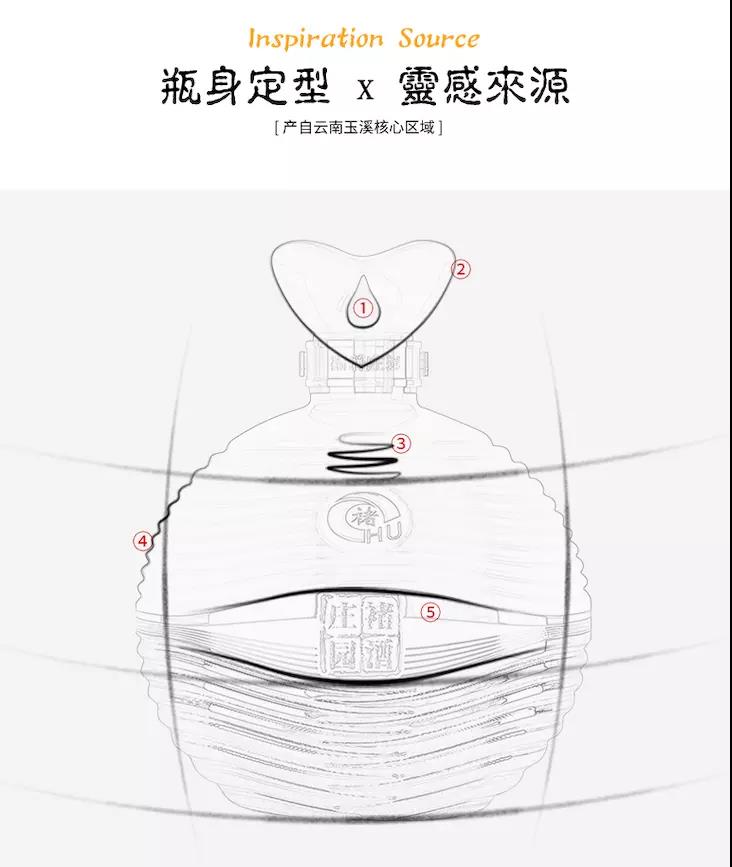 Inspiration Source
瓶身定型 x 靈感來源
[ 产自云南玉溪核心区域 ]
②
①
③
褚
HU
④
⑤
庄 褚
园 酒